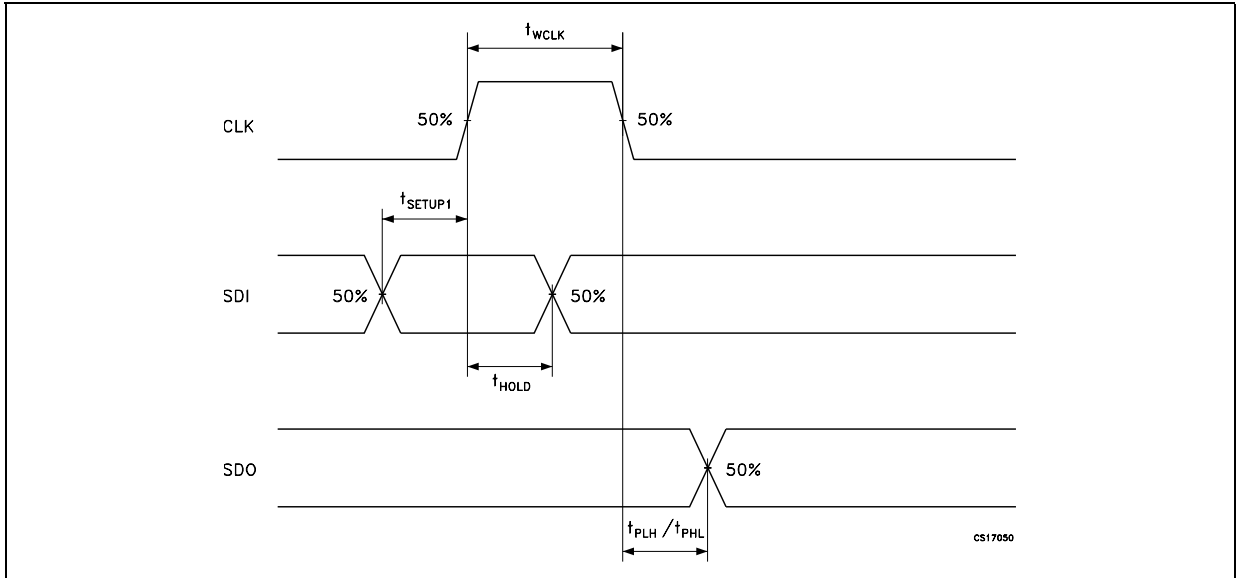 tWCLK
CLK
50%
50%
tSETUP1
SDI
50%
50%
tHOLD
SDO
50%
tPLH /tPHL
CS17050